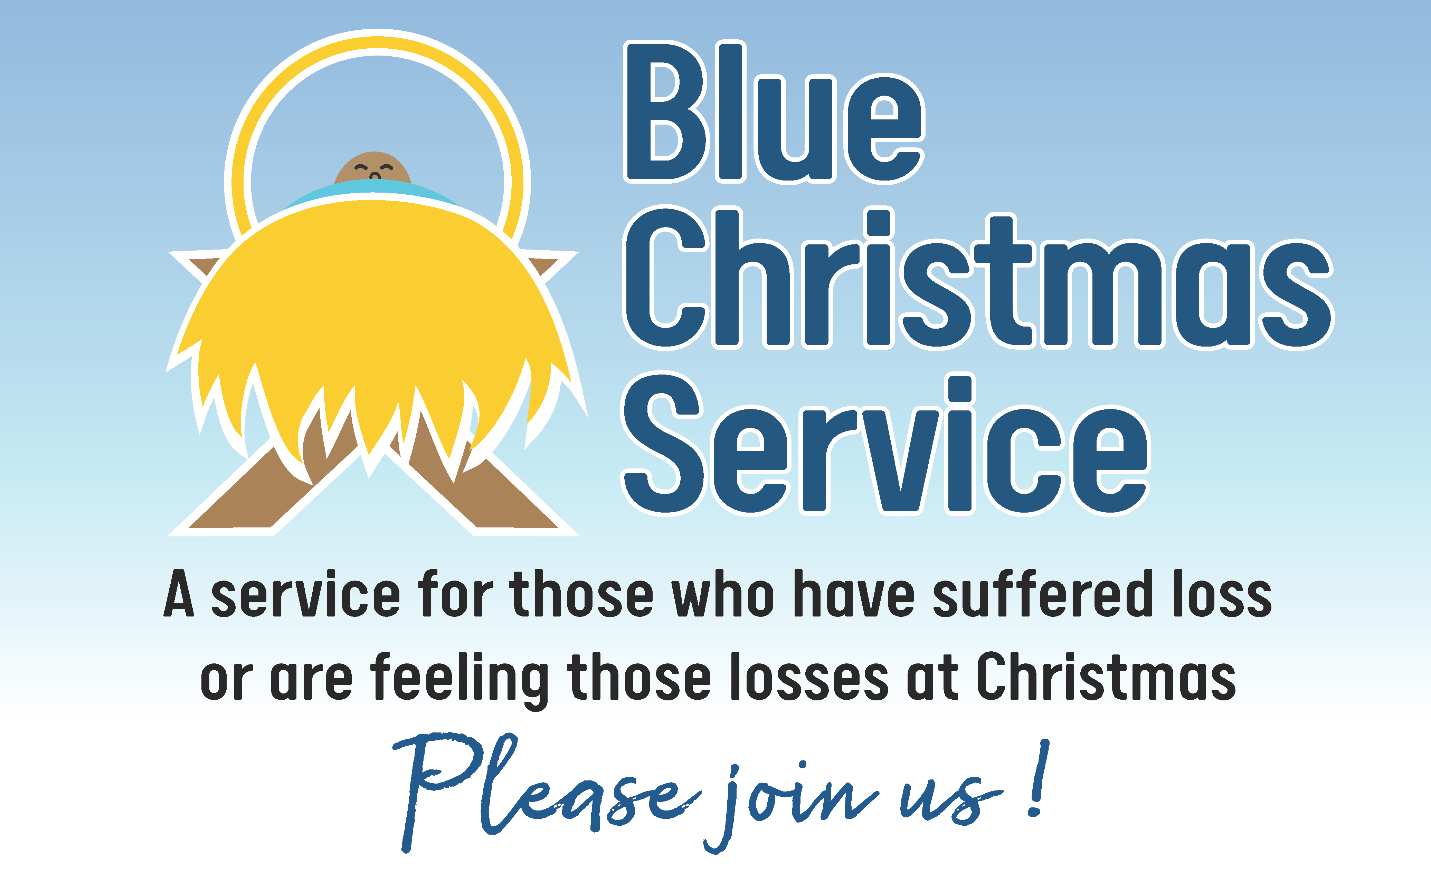 Blue
Christmas
Service
A service for those who have suffered loss
or are feeling those losses at Christmas
Please join us !